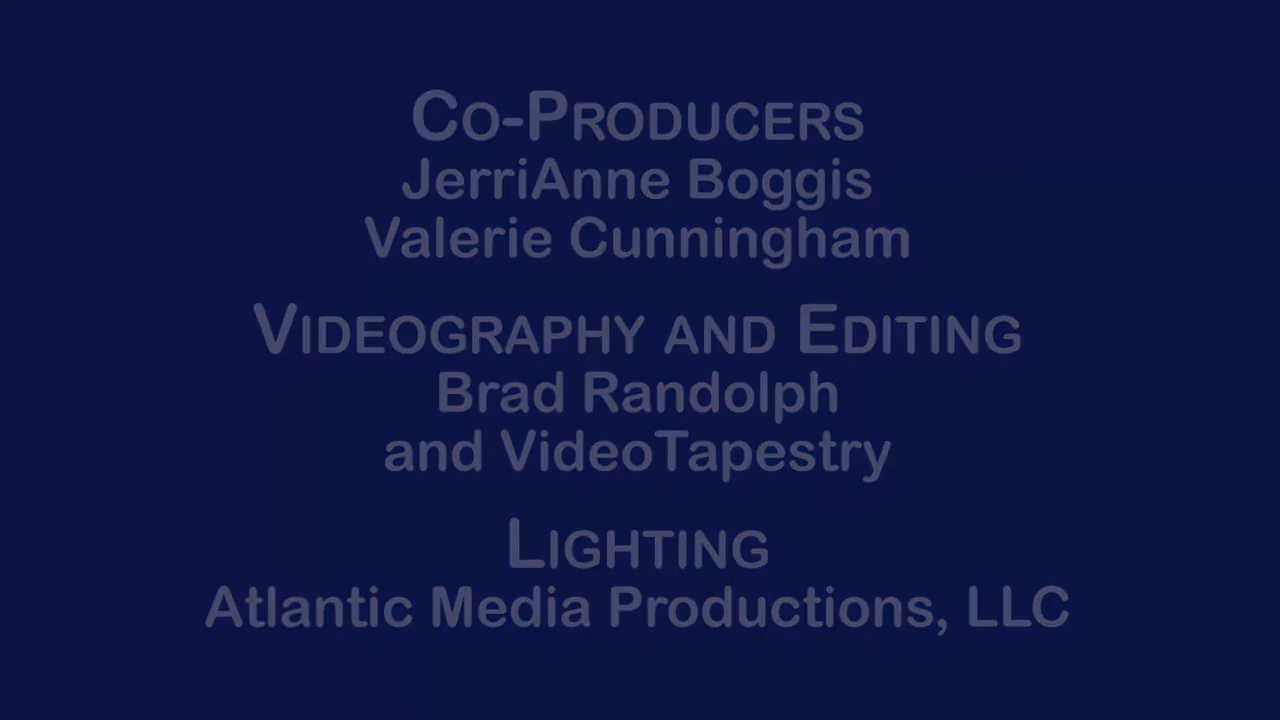 Co-Producers
JerriAnne Boggis
Valerie Cunningham
Videography and Editing
Brad Randolph
and VideoTapestry
Lighting
Atlantic Media Productions, LLC